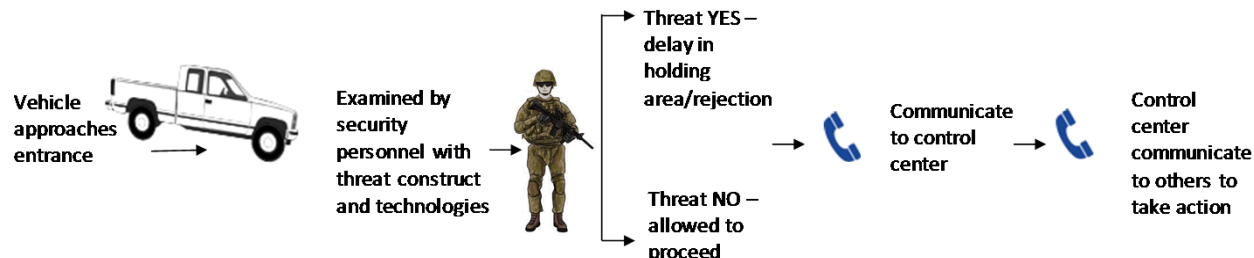 Vehicle
approaches
entrance
Examined by
security
personnel with
threat construct
and technologies
Threat YES –
delay in
holding
area/rejection
Threat NO –
allowed to
proceed
Communicate
to control
center
Control
center
communicate
to others to
take action